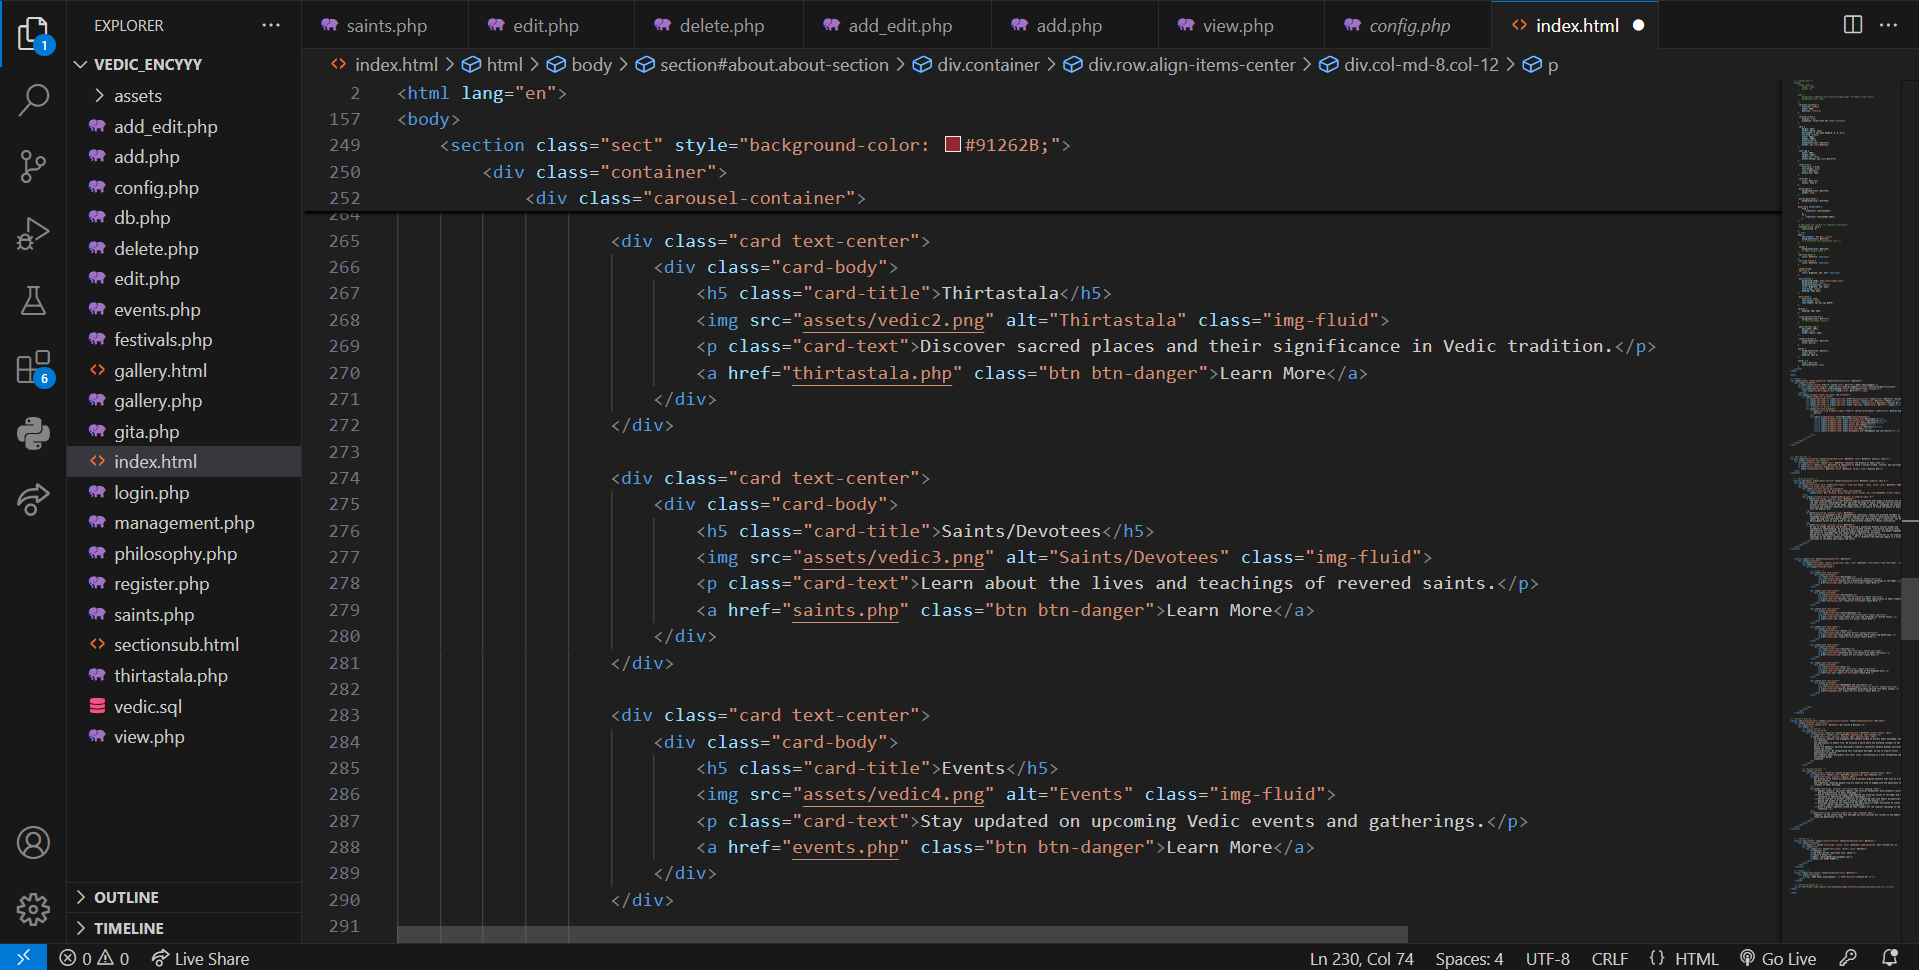 EXPLORER
saints.php
edit.php
delete.php
add_edit.php
add.php
view.php
config.php
index.html
1
VEDIC_ENCYYY
index.html > html > body > section#about.about-section > div.container > div.row.align-items-center > div.col-md-8.col-12 > p
assets
add_edit.php
add.php
config.php
db.php
delete.php
edit.php
events.php
festivals.php
gallery.html
gallery.php
gita.php
index.html
login.php
management.php
philosophy.php
register.php
saints.php
sectionsub.html
thirtastala.php
vedic.sql
view.php
6
OUTLINE
TIMELINE
2 <html lang="en">
157 <body>
249 <section class="sect" style="background-color: #91262B;">
250 <div class="container">
252 <div class="carousel-container">
264
265 <div class="card text-center">
266 <div class="card-body">
267 <h5 class="card-title">Thirtastala</h5>
268 <img src="assets/vedic2.png" alt="Thirtastala" class="img-fluid">
269 <p class="card-text">Discover sacred places and their significance in Vedic tradition.</p>
270 <a href="thirtastala.php" class="btn btn-danger">Learn More</a>
271 </div>
272 </div>
273
274 <div class="card text-center">
275 <div class="card-body">
276 <h5 class="card-title">Saints/Devotees</h5>
277 <img src="assets/vedic3.png" alt="Saints/Devotees" class="img-fluid">
278 <p class="card-text">Learn about the lives and teachings of revered saints.</p>
279 <a href="saints.php" class="btn btn-danger">Learn More</a>
280 </div>
281 </div>
282
283 <div class="card text-center">
284 <div class="card-body">
285 <h5 class="card-title">Events</h5>
286 <img src="assets/vedic4.png" alt="Events" class="img-fluid">
287 <p class="card-text">Stay updated on upcoming Vedic events and gatherings.</p>
288 <a href="events.php" class="btn btn-danger">Learn More</a>
289 </div>
290 </div>
291
0 0 Live Share
Ln 230, Col 74 Spaces: 4 UTF-8 CRLF {} HTML Go Live